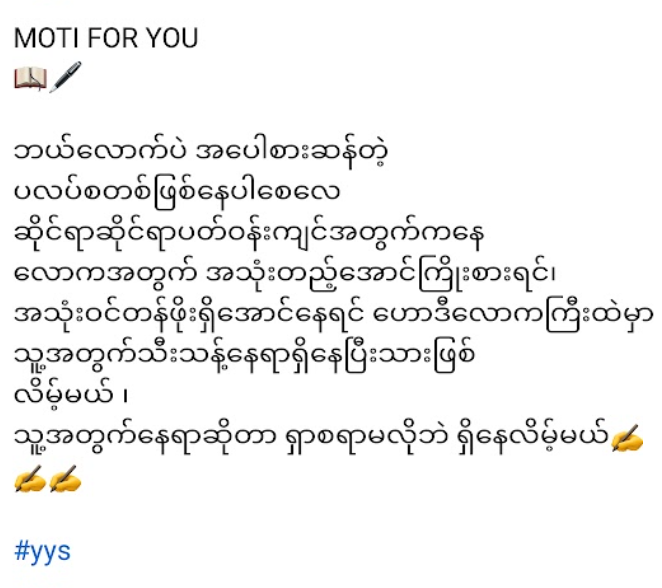 MOTI FOR YOU
📖🖋️
ဘယ်လောက်ပဲ အပေါစားဆန်တဲ့
ပလပ်စတစ်ဖြစ်နေပါစေလေ
ဆိုင်ရာဆိုင်ရာပတ်ဝန်းကျင်အတွက်ကနေ
လောကအတွက် အသုံးတည့်အောင်ကြိုးစားရင်၊
အသုံးဝင်တန်ဖိုးရှိအောင်နေရင် ဟောဒီလောကကြီးထဲမှာ
သူ့အတွက်သီးသန့်နေရာရှိနေပြီးသားဖြစ်
လိမ့်မယ် ၊
သူ့အတွက်နေရာဆိုတာ ရှာစရာမလိုဘဲ ရှိနေလိမ့်မယ်✍️
✍️✍️
#yys